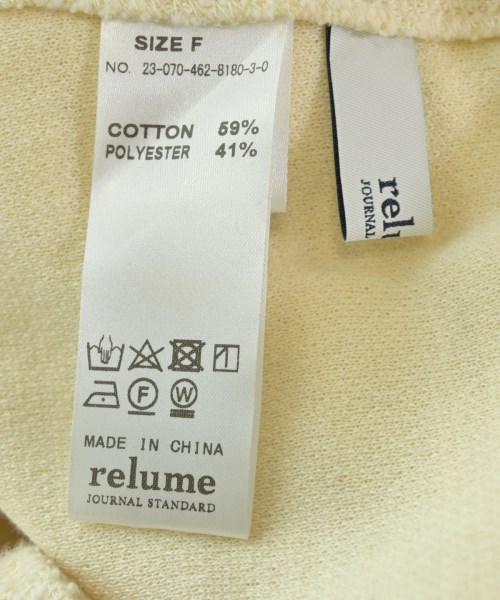 SIZE F
NO. 23-070-462-8180-3-0
COTTON 59%
POLYESTER 41%
F W
MADE IN CHINA
relume
JOURNAL STANDARD
relu
JOURNAL